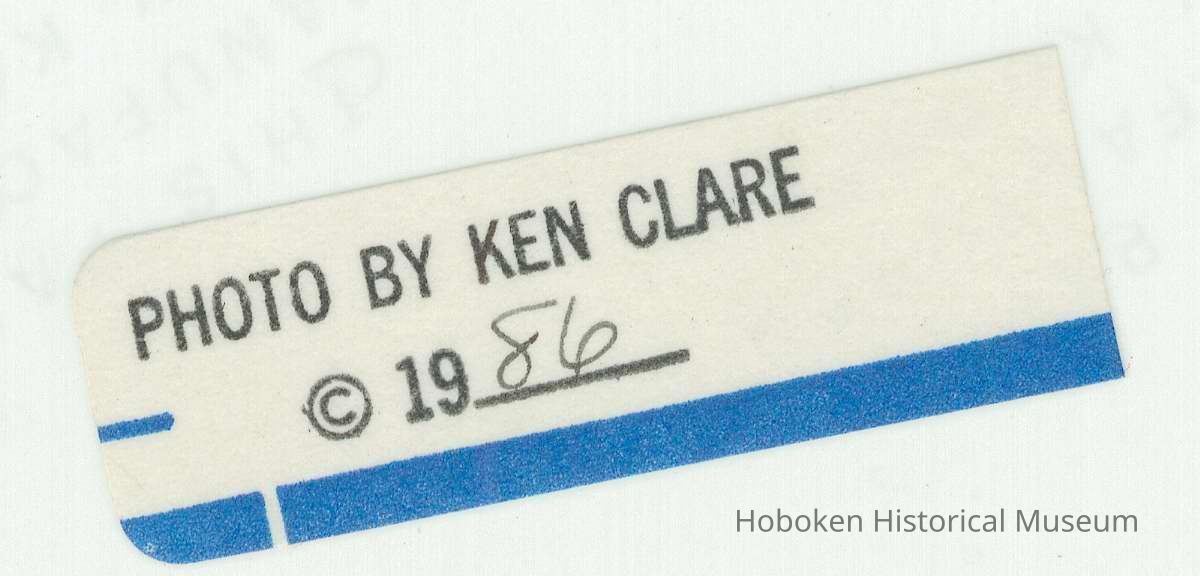 PHOTO BY KEN CLARE
© 1986
Hoboken Historical Museum